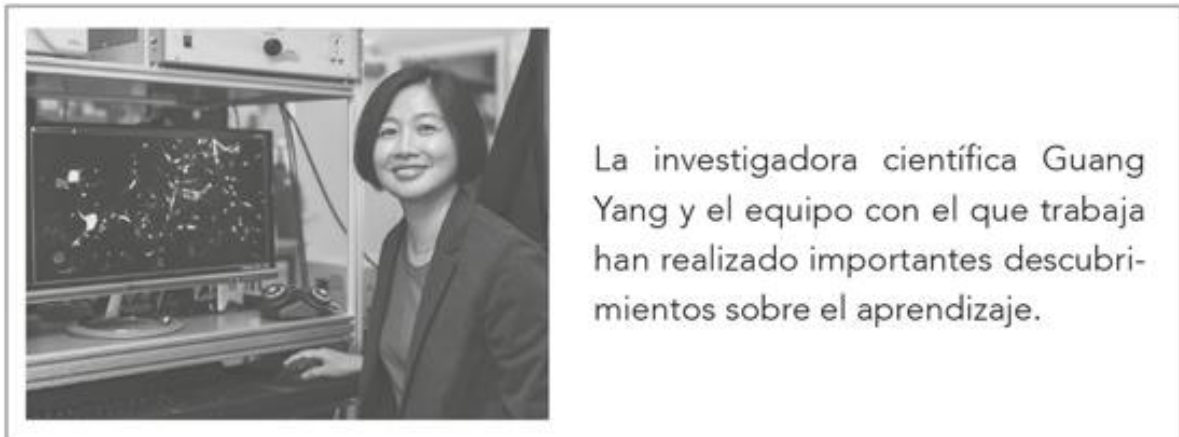 La investigadora científica Guang
Yang y el equipo con el que trabaja
han realizado importantes descubri-
mientos sobre el aprendizaje.